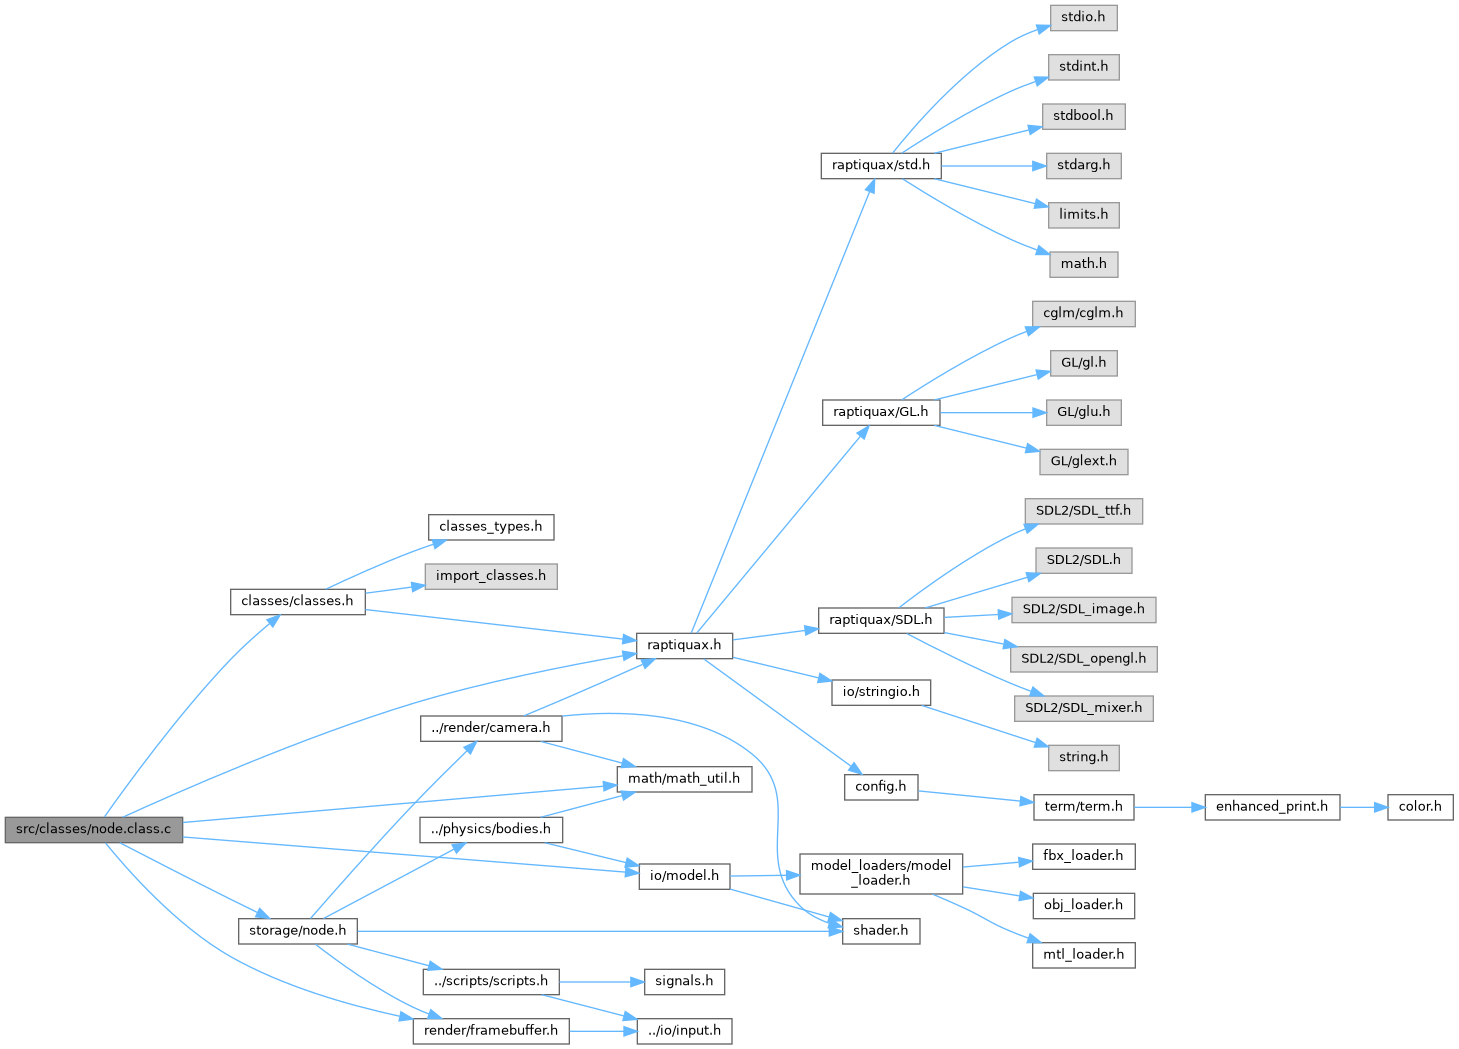 stdio.h
stdint.h
stdbool.h
raptiquax/std.h
stdarg.h
limits.h
math.h
cglm/cglm.h
GL/gl.h
raptiquax/GL.h
GL/glu.h
GL/glext.h
SDL2/SDL_ttf.h
classes_types.h
SDL2/SDL.h
import_classes.h
classes/classes.h
SDL2/SDL_image.h
raptiquax/SDL.h
raptiquax.h
SDL2/SDL_opengl.h
io/stringio.h
SDL2/SDL_mixer.h
../render/camera.h
string.h
math/math_util.h
config.h
term/term.h
enhanced_print.h
color.h
src/classes/node.class.c
../physics/bodies.h
fbx_loader.h
model_loaders/model
_loader.h
io/model.h
obj_loader.h
storage/node.h
shader.h
mtl_loader.h
../scripts/scripts.h
signals.h
render/framebuffer.h
../io/input.h